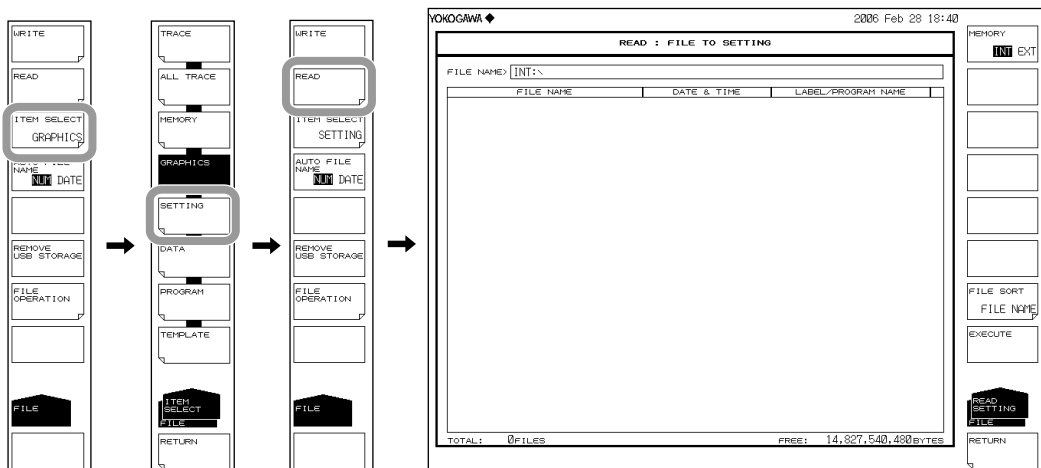 WRITE
READ
ITEM SELECT
GRAPHICS
AUTO FILE
NAME
NUM DATE
REMOVE
USB STORAGE
FILE
OPERATION
FILE
TRACE
ALL TRACE
MEMORY
GRAPHICS
SETTING
DATA
PROGRAM
TEMPLATE
ITEM
SELECT
FILE
RETURN
WRITE
READ
ITEM SELECT
SETTING
AUTO FILE
NAME
NUM DATE
REMOVE
USB STORAGE
FILE
OPERATION
FILE
YOKOGAWA ◆ 2006 Feb 28 18:40
READ : FILE TO SETTING
FILE NAME> INT:\
FILE NAME DATE & TIME LABEL/PROGRAM NAME
TOTAL: 0FILES FREE: 14,827,540,480BYTES
MEMORY
INT EXT
FILE SORT
FILE NAME
EXECUTE
READ
SETTING
FILE
RETURN